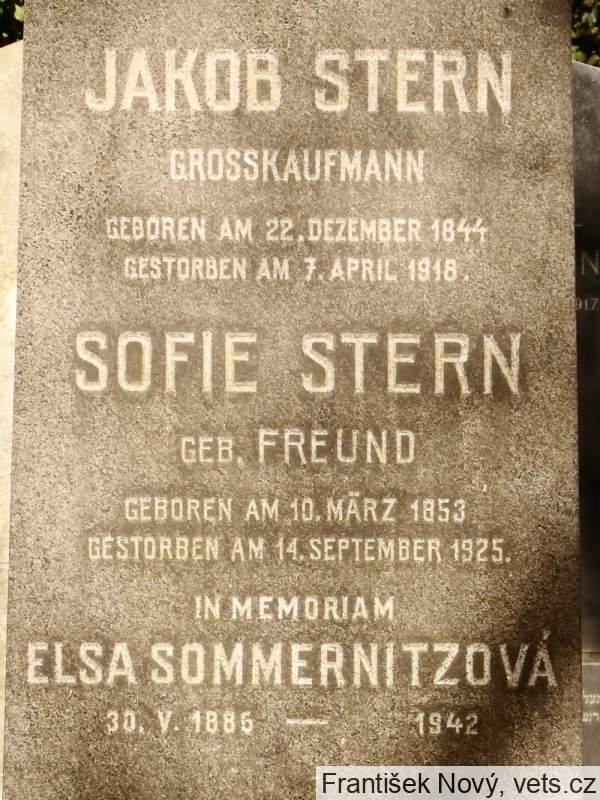 JAKOB STERN
GROSSKAUFMANN
GEBOREN AM 22. DEZEMBER 1844
GESTORBEN AM 7. APRIL 1918.
SOFIE STERN
GEB. FREUND
GEBOREN AM 10. MÄRZ 1853
GESTORBEN AM 14. SEPTEMBER 1925.
IN MEMORIAM
ELSA SOMMERNITZOVÁ
30. V. 1886 — 1942
František Nový, vets.cz